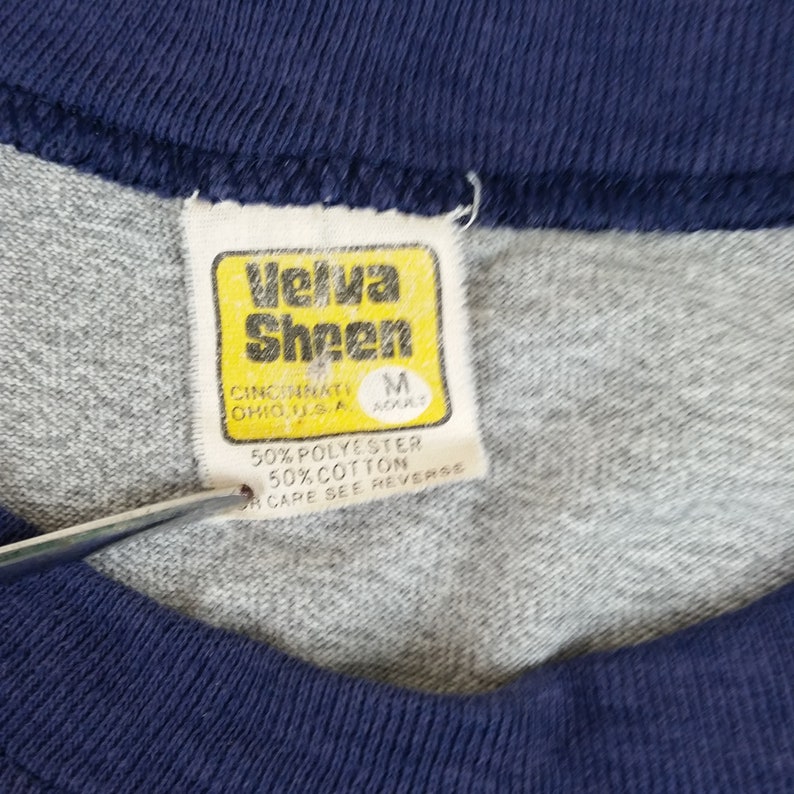 Velva
Sheen
CINCINNATI
OHIO, U.S.A.
M
ADULT
50% POLYESTER
50% COTTON
CARE SEE REVERSE